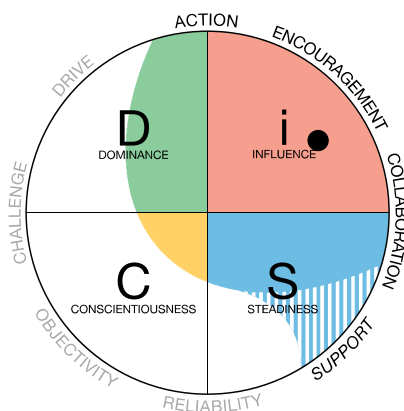 ACTION
ENCOURAGEMENT
DRIVE
D
DOMINANCE
i
INFLUENCE
CHALLENGE
COLLABORATION
C
CONSCIENTIOUSNESS
S
STEADINESS
OBJECTIVITY
SUPPORT
RELIABILITY